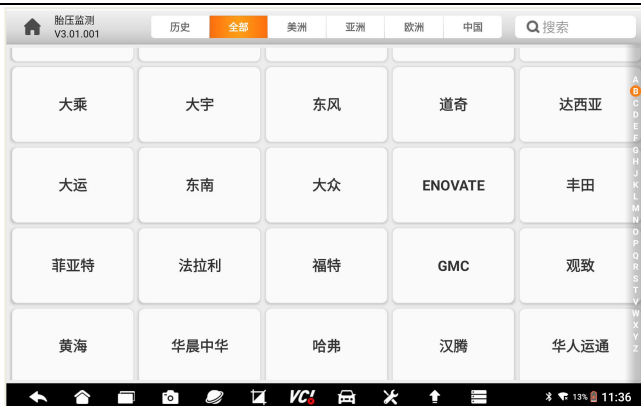 胎压监测
V3.01.001
历史 全部 美洲 亚洲 欧洲 中国 搜索
大乘 大宇 东风 道奇 达西亚
大运 东南 大众 ENOVATE 丰田
菲亚特 法拉利 福特 GMC 观致
黄海 华晨中华 哈弗 汉腾 华人运通
A
B
C
D
E
F
G
H
J
K
L
M
N
O
P
Q
R
S
T
V
W
X
Y
Z
VCI 13% 11:36